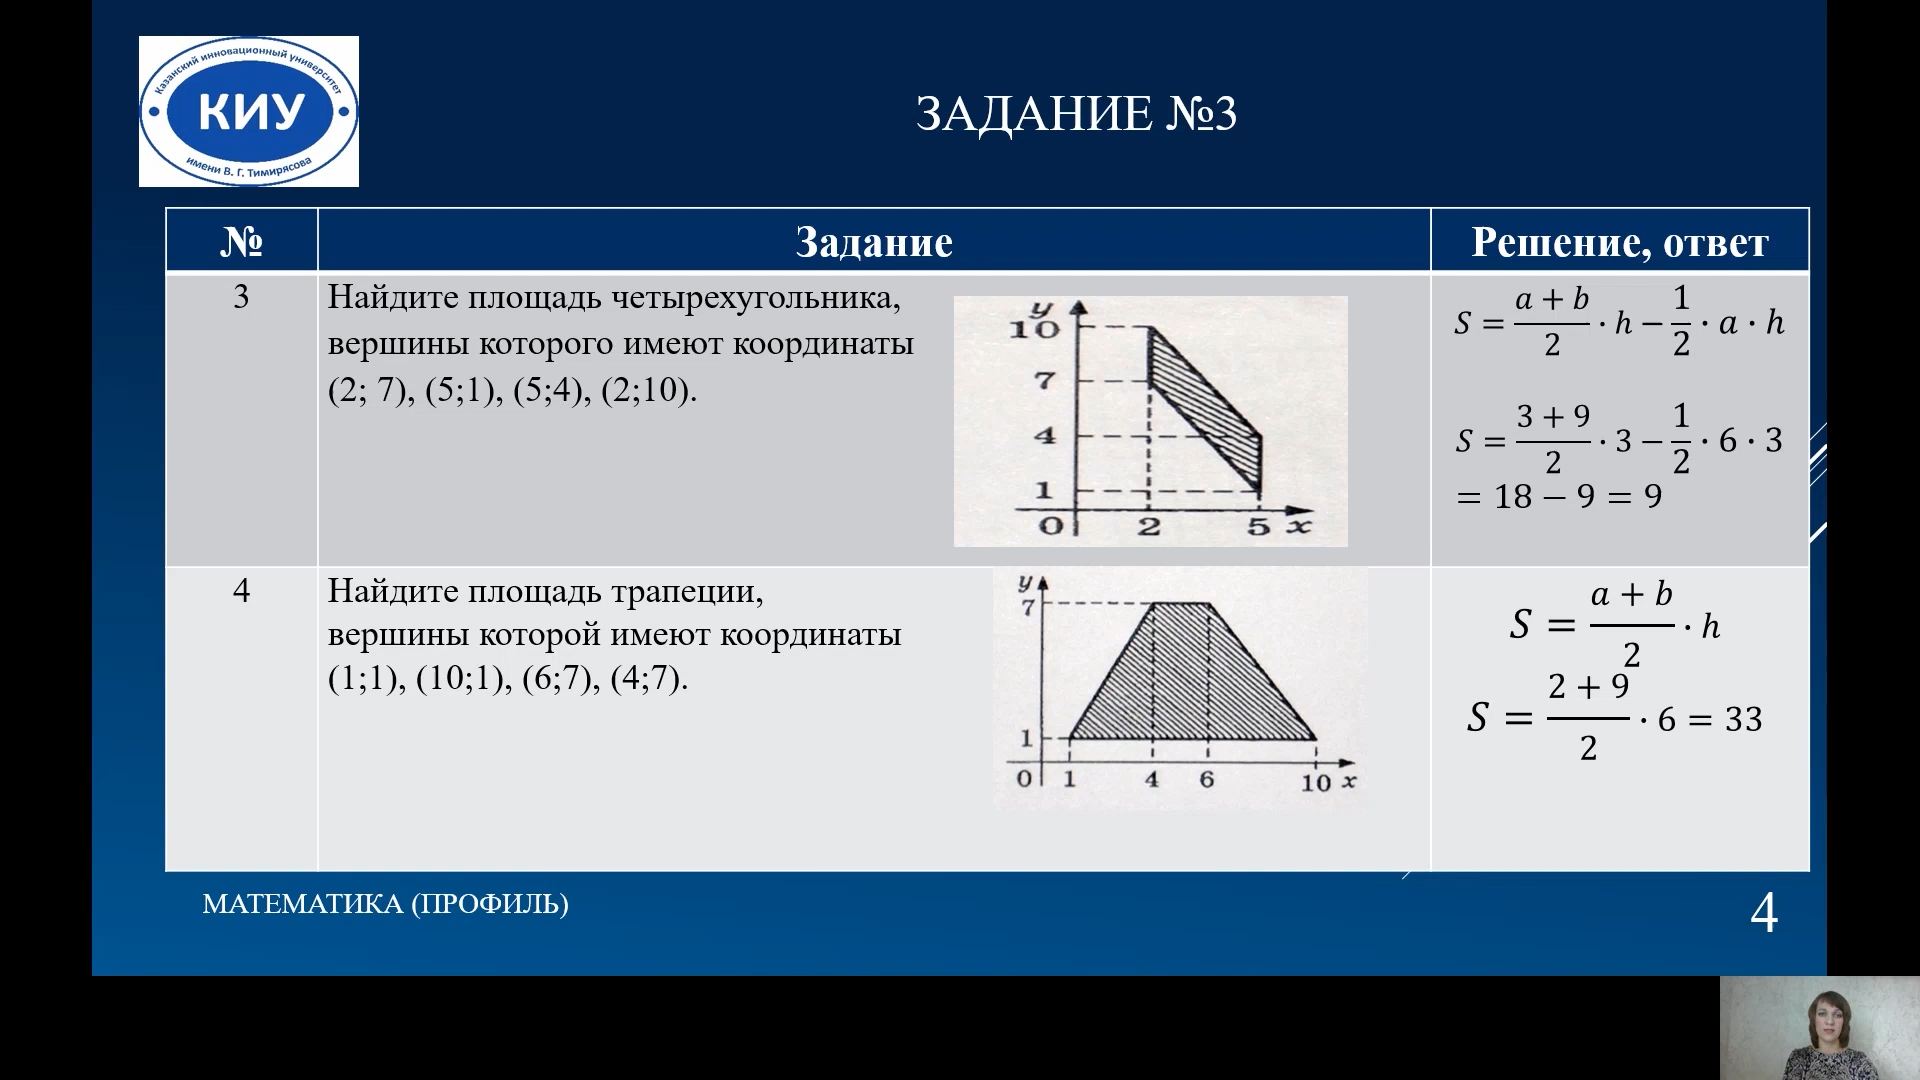 Казанский инновационный университет
КИУ
имени В. Г. Тимирясова
ЗАДАНИЕ №3
№ Задание Решение, ответ
3
Найдите площадь четырехугольника,
вершины которого имеют координаты
(2; 7), (5;1), (5;4), (2;10).
y
10
7
4
1
0 2 5 x
S = (a + b)/2 · h − 1/2 · a · h
S = (3 + 9)/2 · 3 − 1/2 · 6 · 3
= 18 − 9 = 9
4
Найдите площадь трапеции,
вершины которой имеют координаты
(1;1), (10;1), (6;7), (4;7).
y
7
1
0 1 4 6 10 x
S = (a + b)/2 · h
S = (2 + 9)/2 · 6 = 33
МАТЕМАТИКА (ПРОФИЛЬ)
4